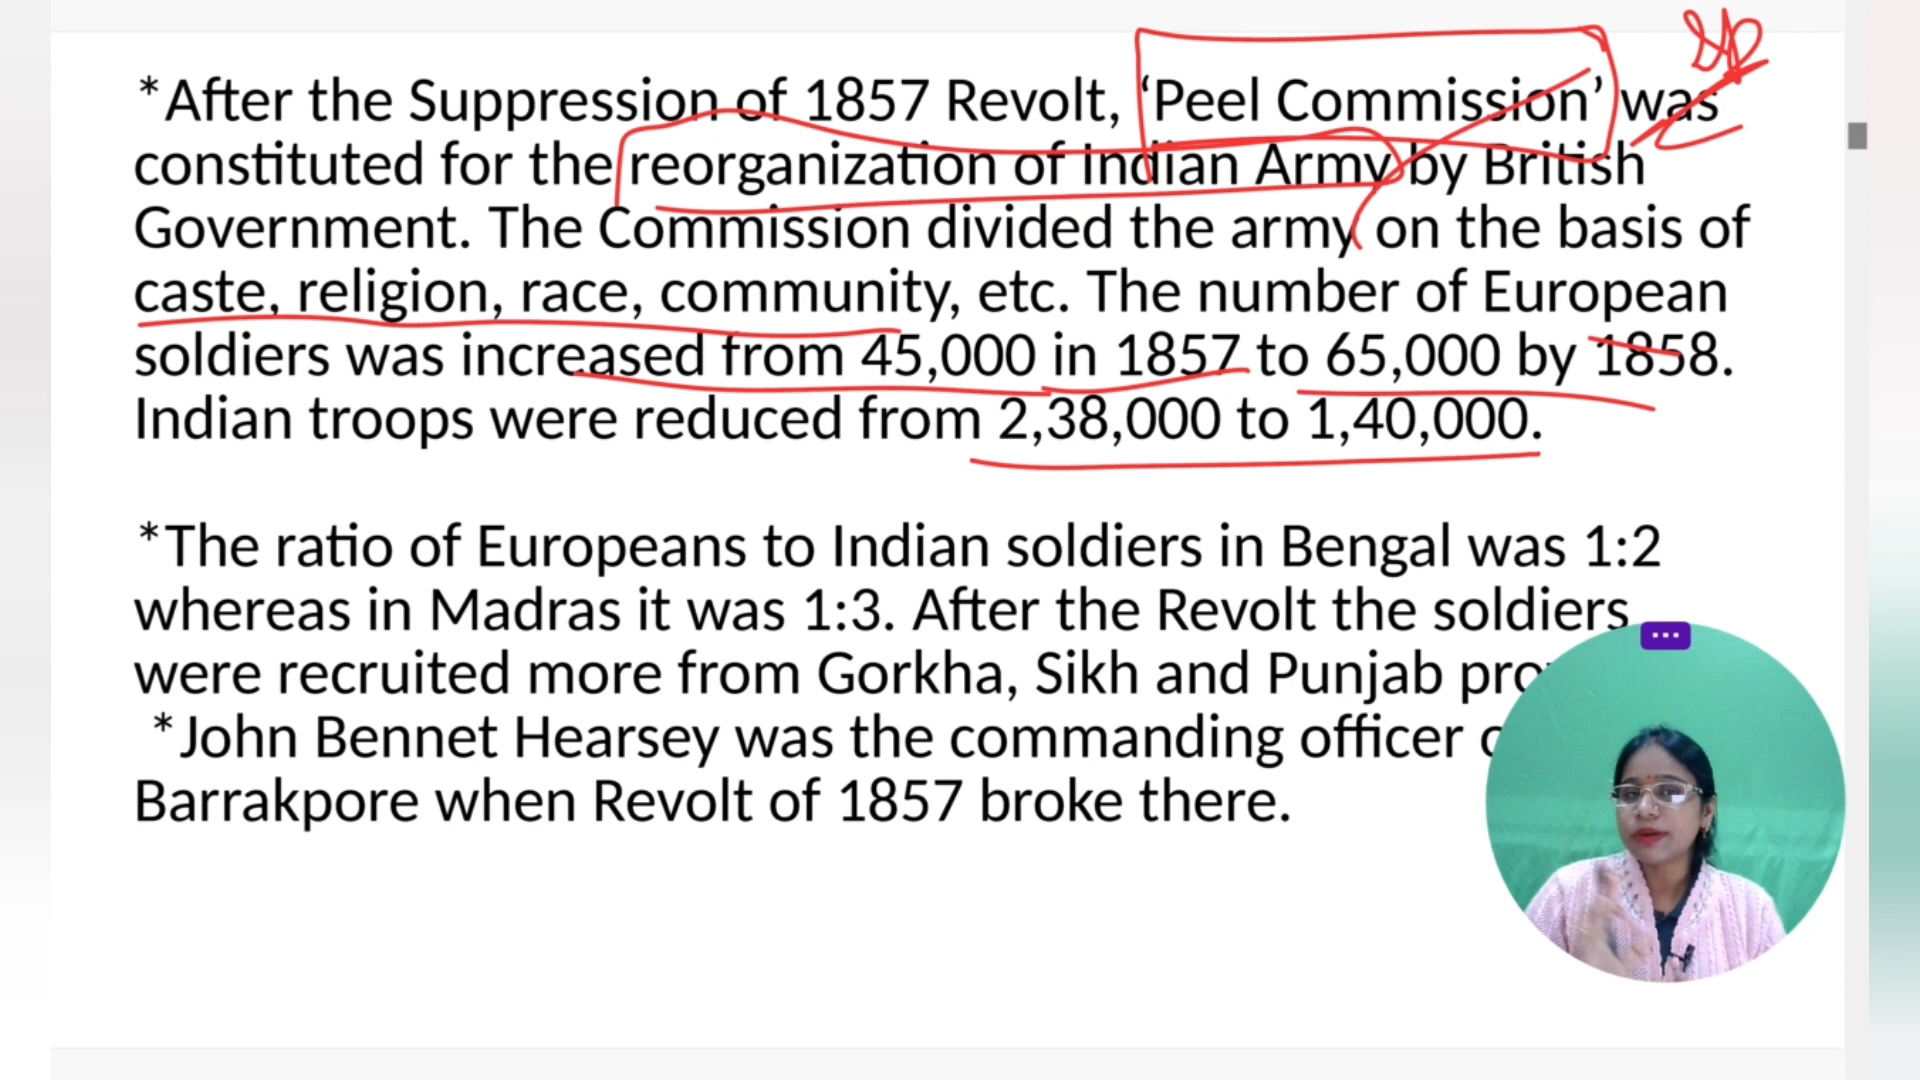 *After the Suppression of 1857 Revolt, ‘Peel Commission’ was
constituted for the reorganization of Indian Army by British
Government. The Commission divided the army on the basis of
caste, religion, race, community, etc. The number of European
soldiers was increased from 45,000 in 1857 to 65,000 by 1858.
Indian troops were reduced from 2,38,000 to 1,40,000.
*The ratio of Europeans to Indian soldiers in Bengal was 1:2
whereas in Madras it was 1:3. After the Revolt the soldiers
were recruited more from Gorkha, Sikh and Punjab
*John Bennet Hearsey was the commanding officer
Barrakpore when Revolt of 1857 broke there.